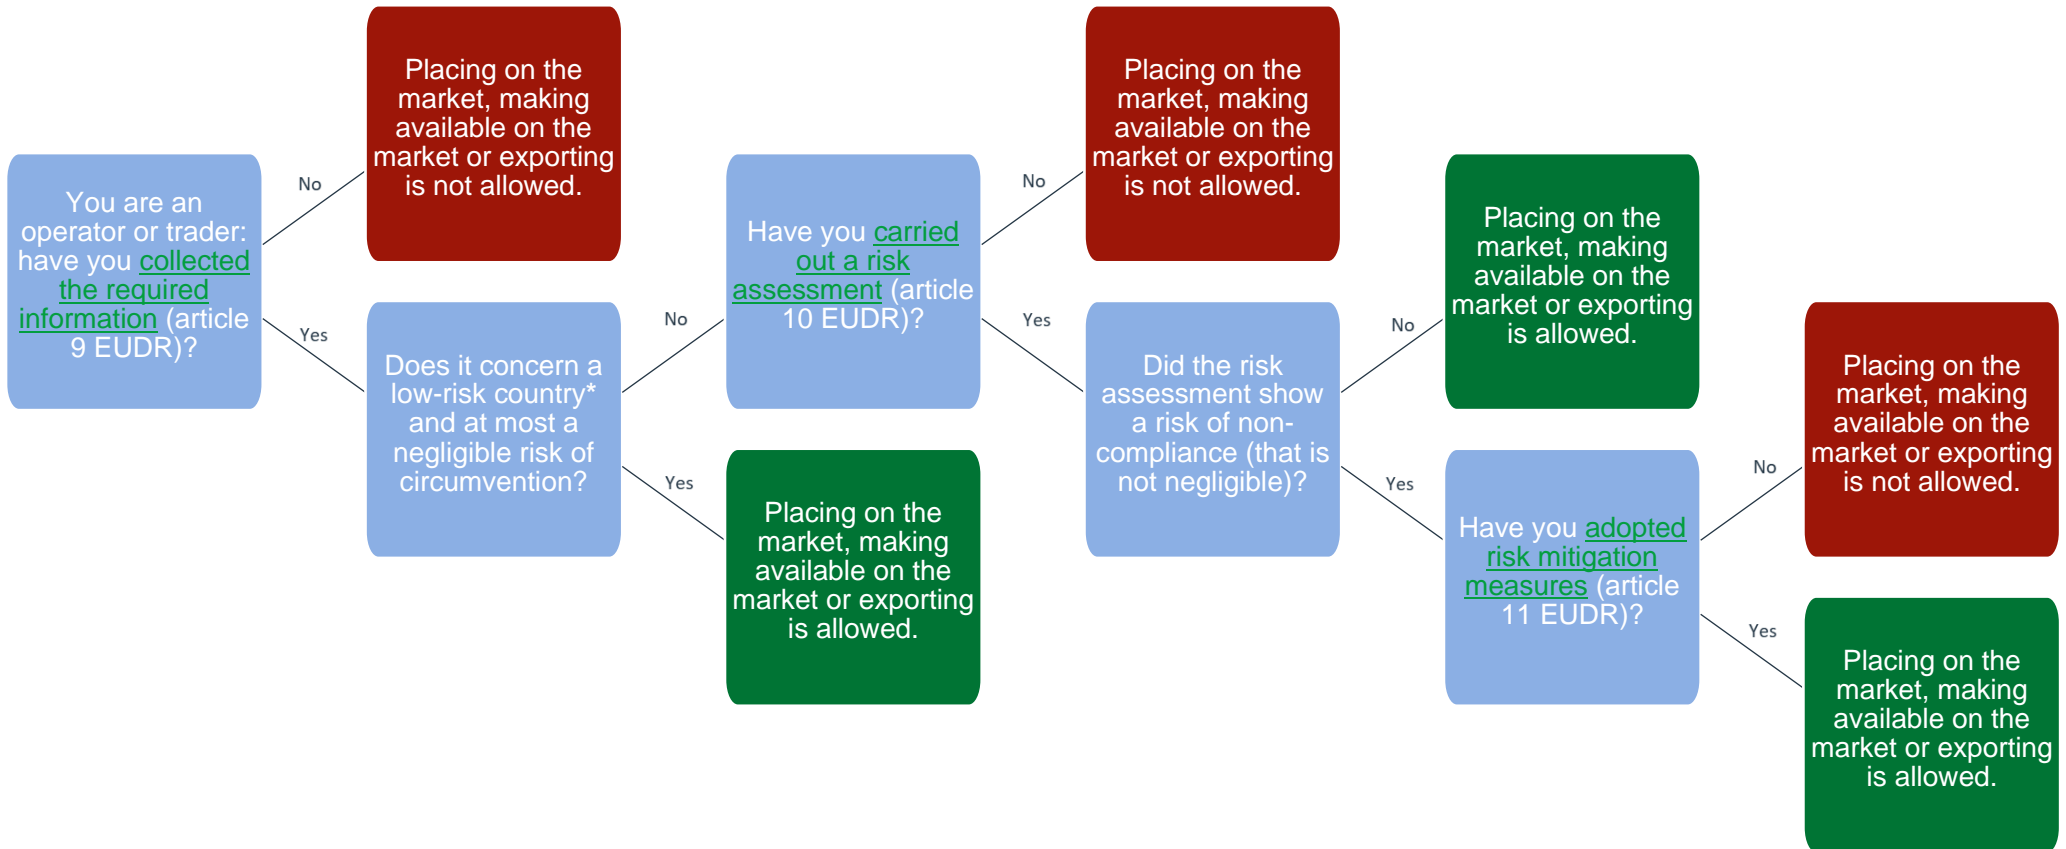 You are an
operator or trader:
have you collected
the required
information (article
9 EUDR)?
No
Yes
Placing on the
market, making
available on the
market or exporting
is not allowed.
Does it concern a
low-risk country*
and at most a
negligible risk of
circumvention?
No
Yes
Have you carried
out a risk
assessment (article
10 EUDR)?
Placing on the
market, making
available on the
market or exporting
is allowed.
No
Yes
Placing on the
market, making
available on the
market or exporting
is not allowed.
Did the risk
assessment show
a risk of non-
compliance (that is
not negligible)?
No
Yes
Placing on the
market, making
available on the
market or exporting
is allowed.
Have you adopted
risk mitigation
measures (article
11 EUDR)?
No
Yes
Placing on the
market, making
available on the
market or exporting
is not allowed.
Placing on the
market, making
available on the
market or exporting
is allowed.